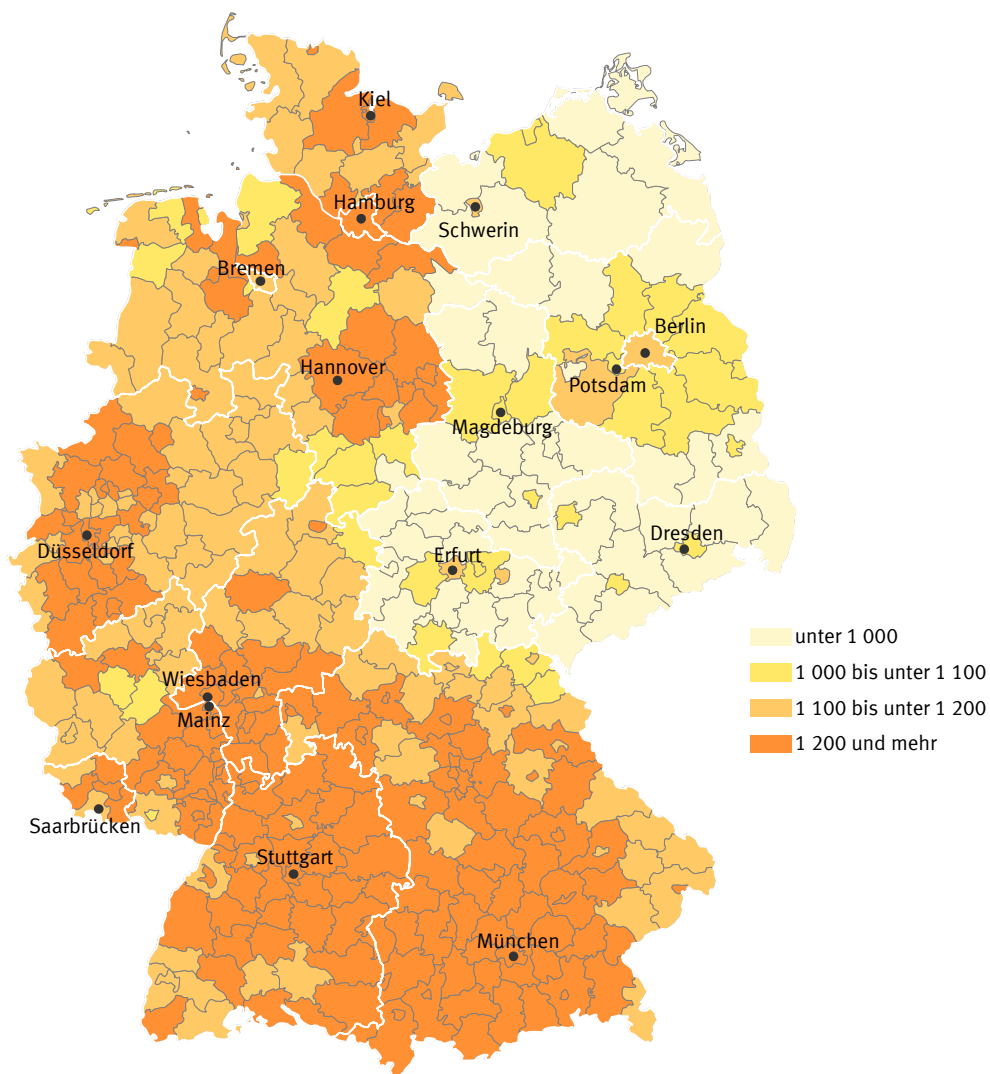 Kiel
Hamburg
Schwerin
Bremen
Berlin
Hannover
Potsdam
Magdeburg
Düsseldorf
Dresden
Erfurt
unter 1 000
1 000 bis unter 1 100
Wiesbaden
1 100 bis unter 1 200
Mainz
1 200 und mehr
Saarbrücken
Stuttgart
München